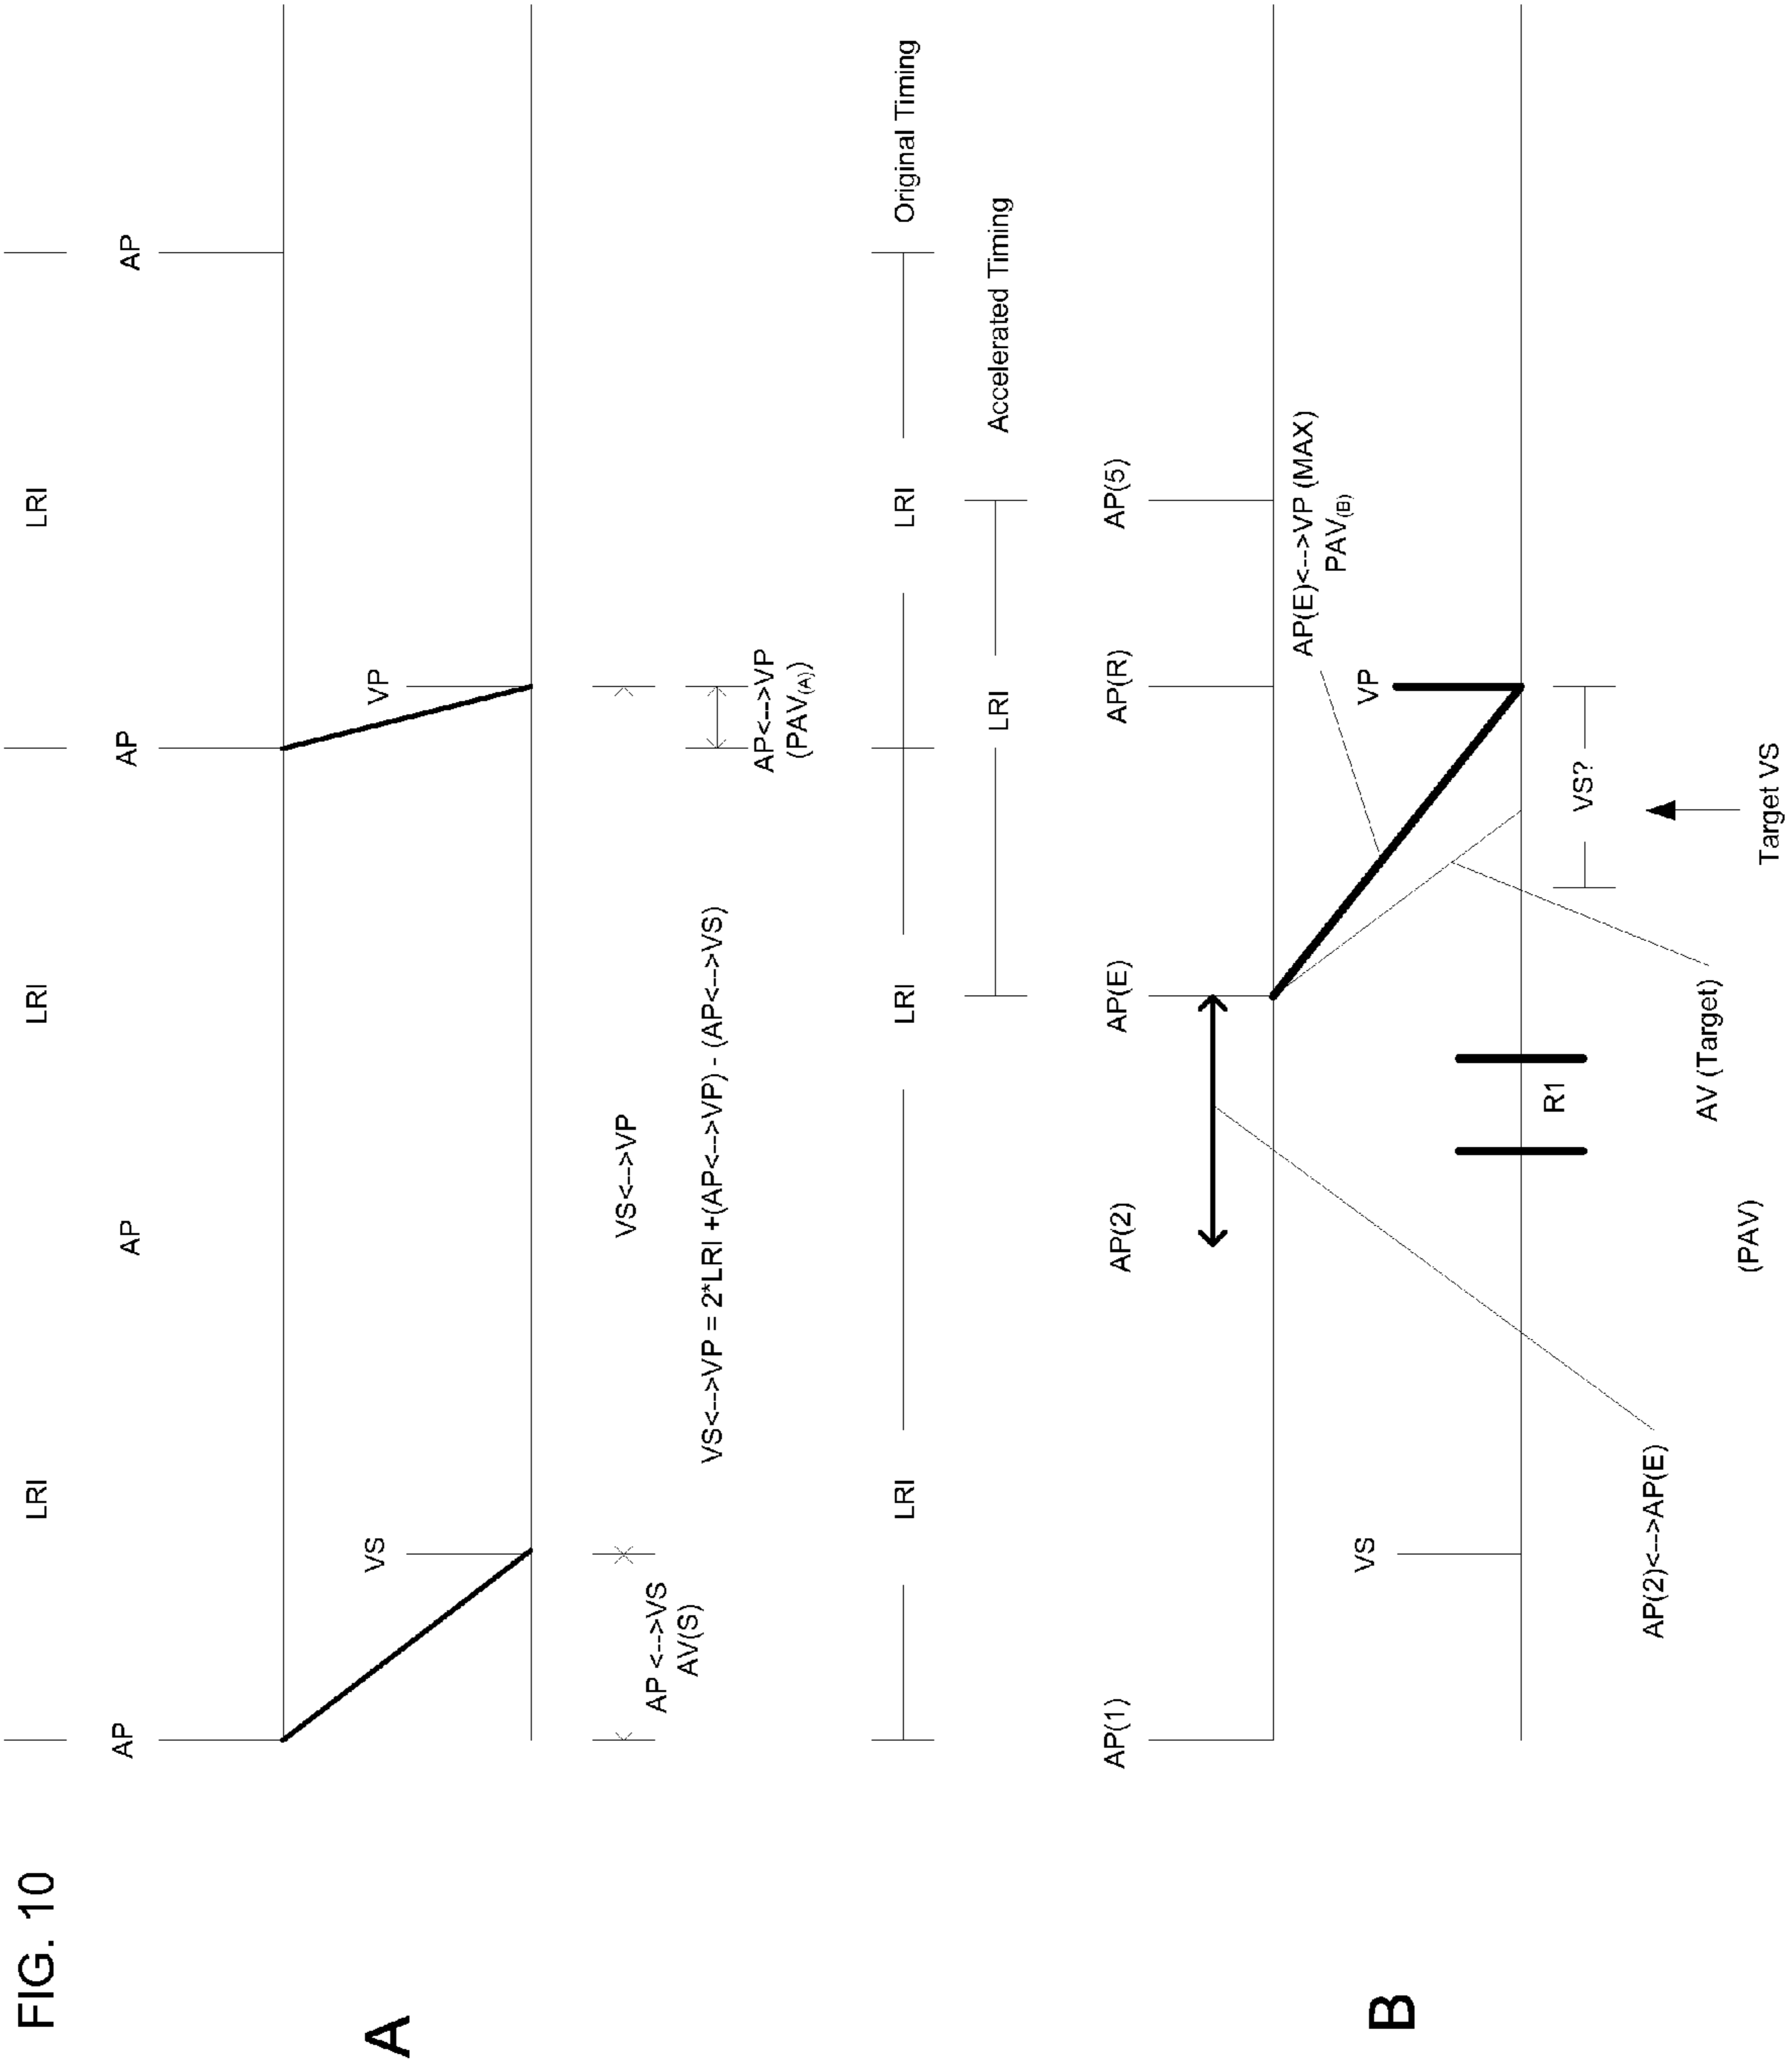 FIG. 10
A
LRI
LRI
LRI
AP
AP
AP
AP
VS
VP
AP <-->VS
AV(S)
VS<-->VP
VS<-->VP = 2*LRI +(AP<-->VP) - (AP<-->VS)
AP<-->VP
(PAV(A))
LRI
LRI
LRI
Original Timing
LRI
Accelerated Timing
B
AP(1)
AP(2)
AP(E)
AP(R)
AP(5)
AP(E)<-->VP (MAX)
PAV(B)
VS
VP
R1
VS?
AP(2)<-->AP(E)
AV (Target)
(PAV)
Target VS